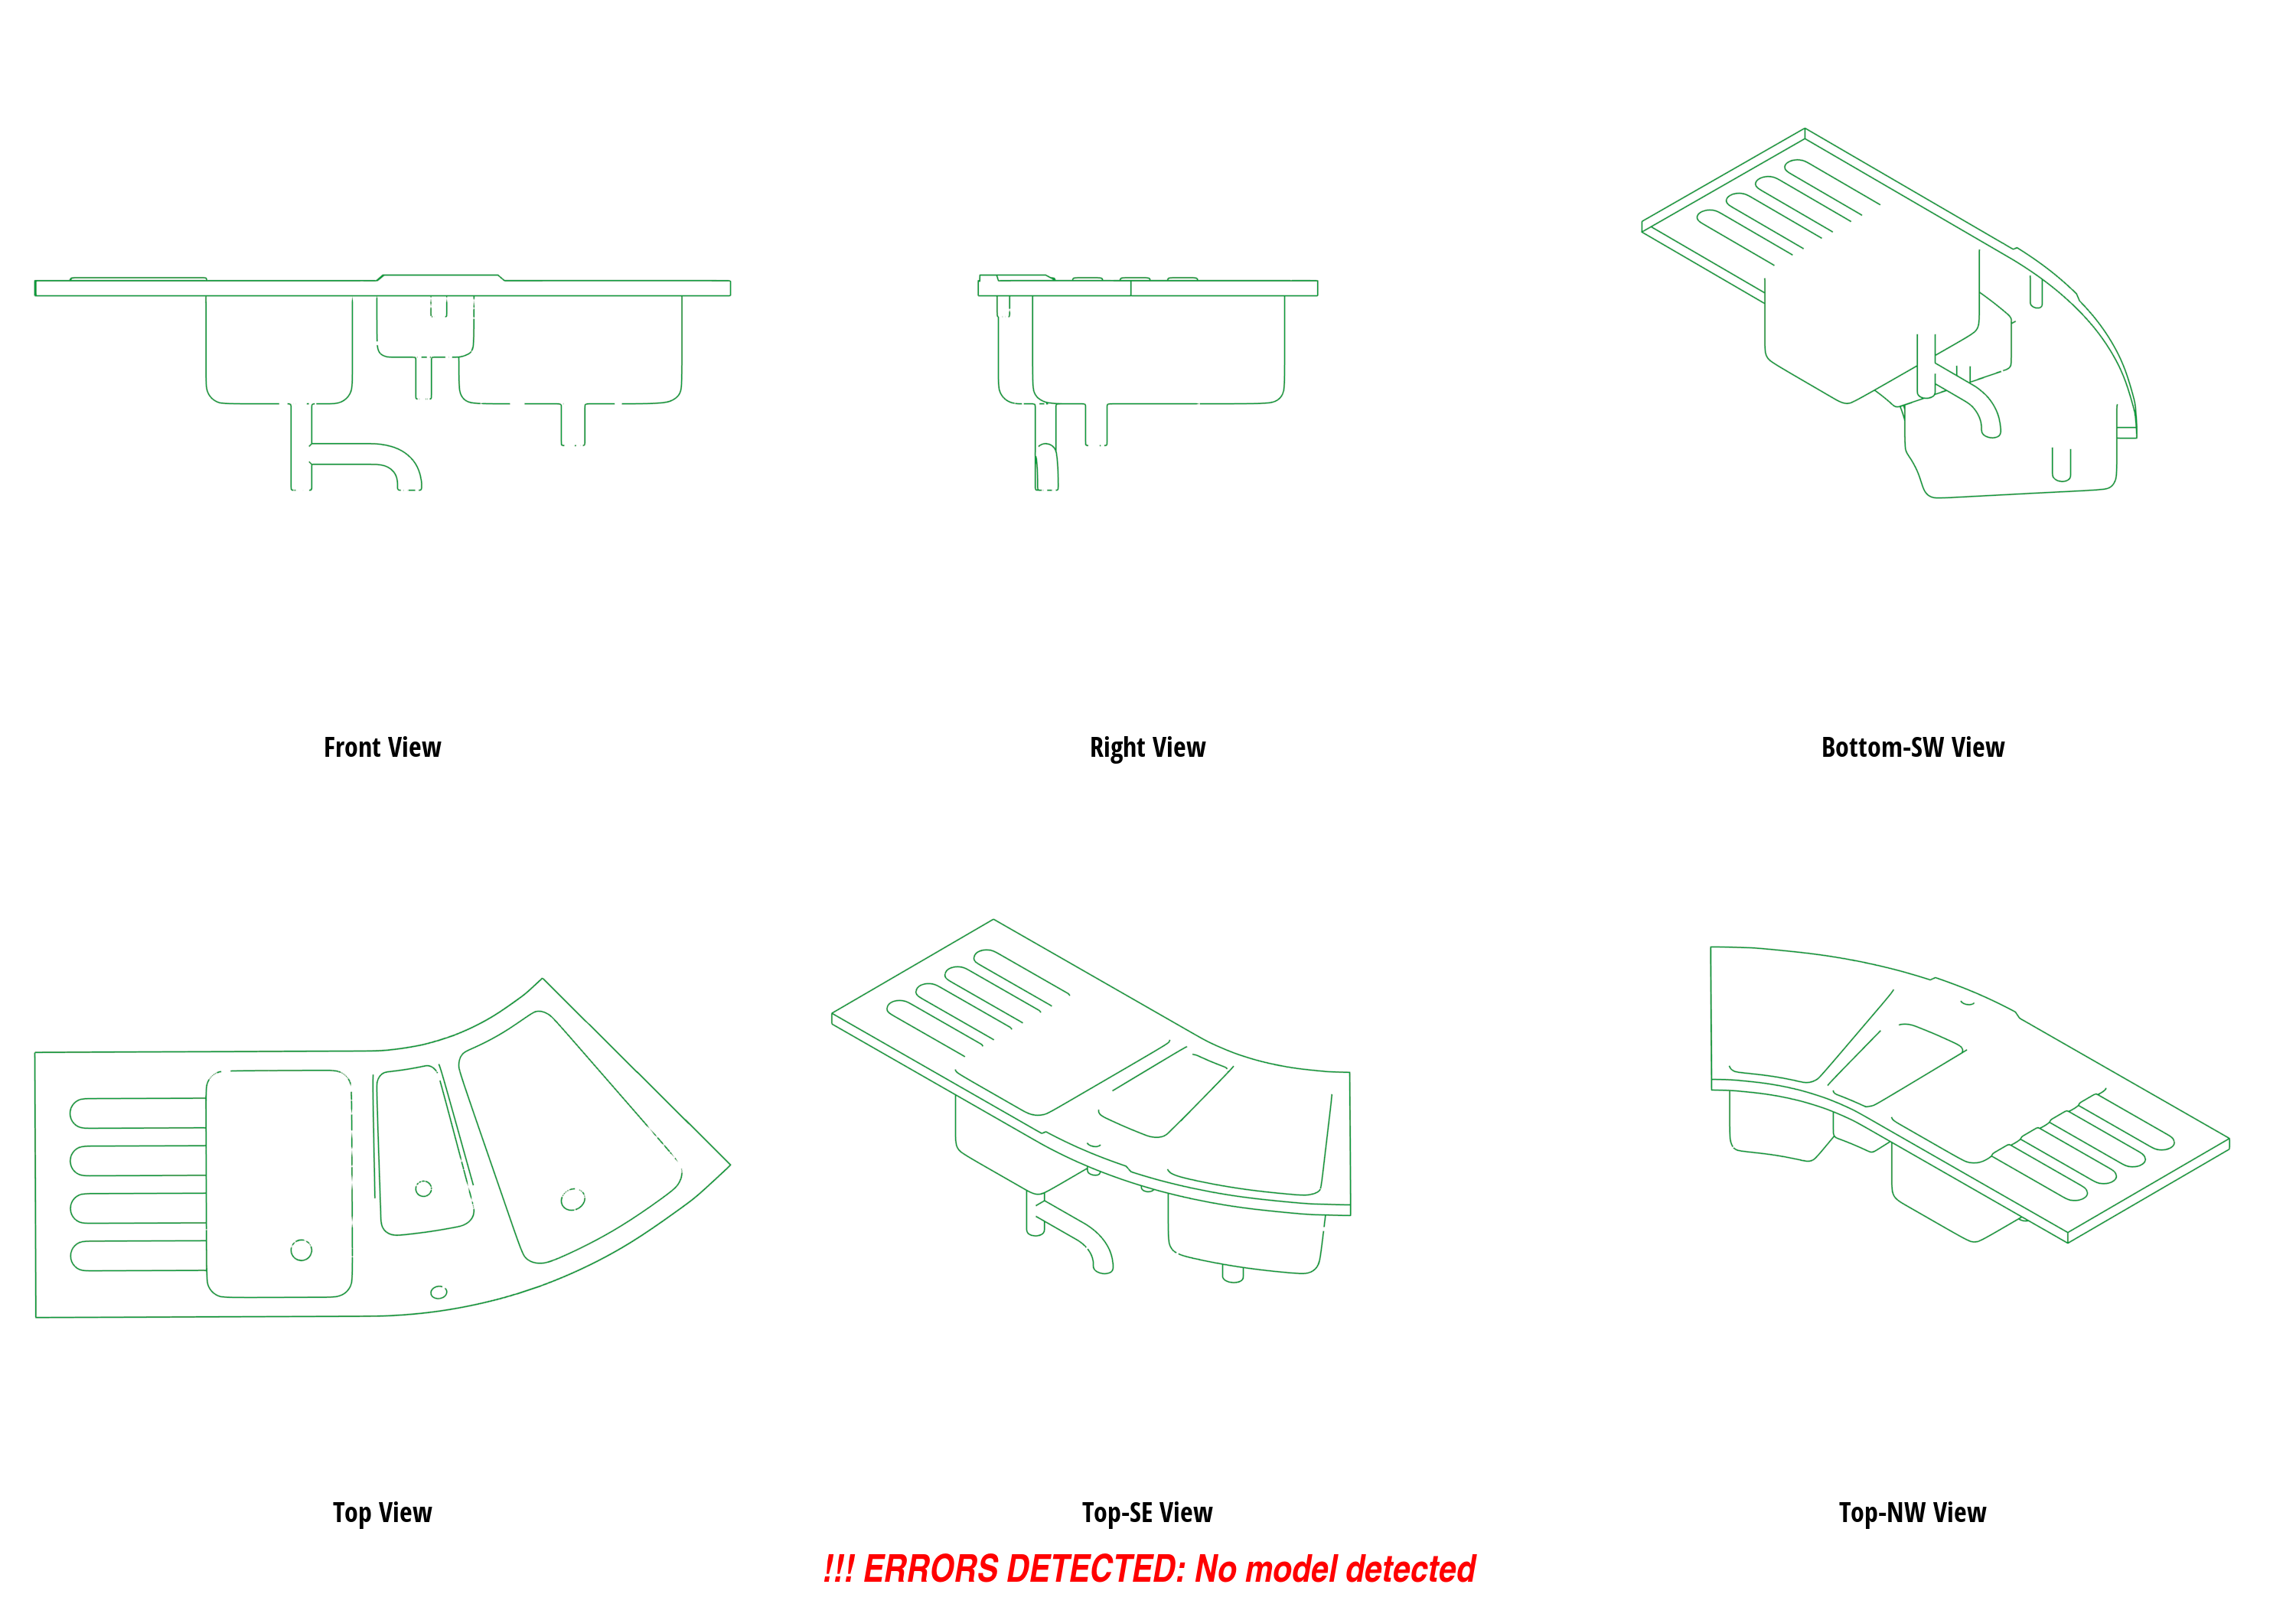 Front View
Right View
Bottom-SW View
Top View
Top-SE View
Top-NW View
!!! ERRORS DETECTED: No model detected